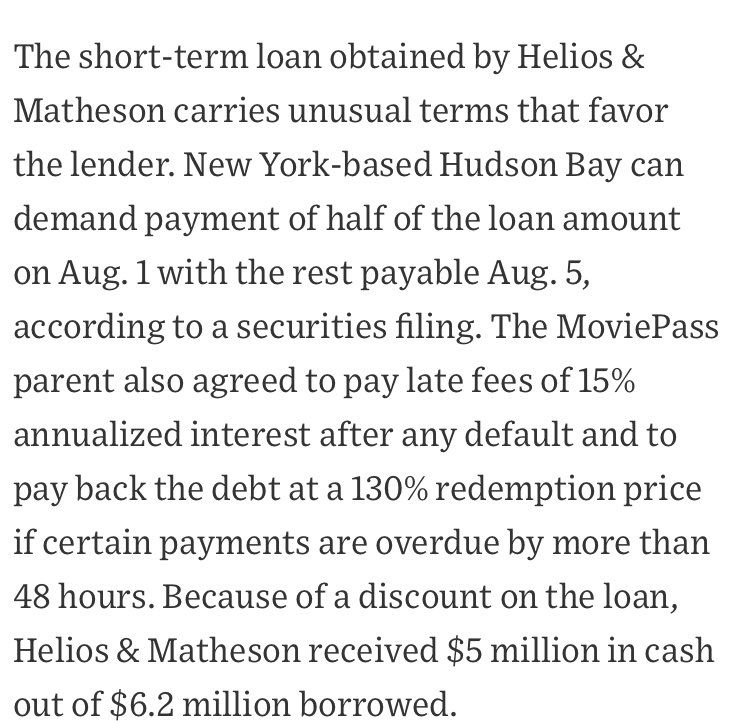 The short-term loan obtained by Helios &
Matheson carries unusual terms that favor
the lender. New York-based Hudson Bay can
demand payment of half of the loan amount
on Aug. 1 with the rest payable Aug. 5,
according to a securities filing. The MoviePass
parent also agreed to pay late fees of 15%
annualized interest after any default and to
pay back the debt at a 130% redemption price
if certain payments are overdue by more than
48 hours. Because of a discount on the loan,
Helios & Matheson received $5 million in cash
out of $6.2 million borrowed.